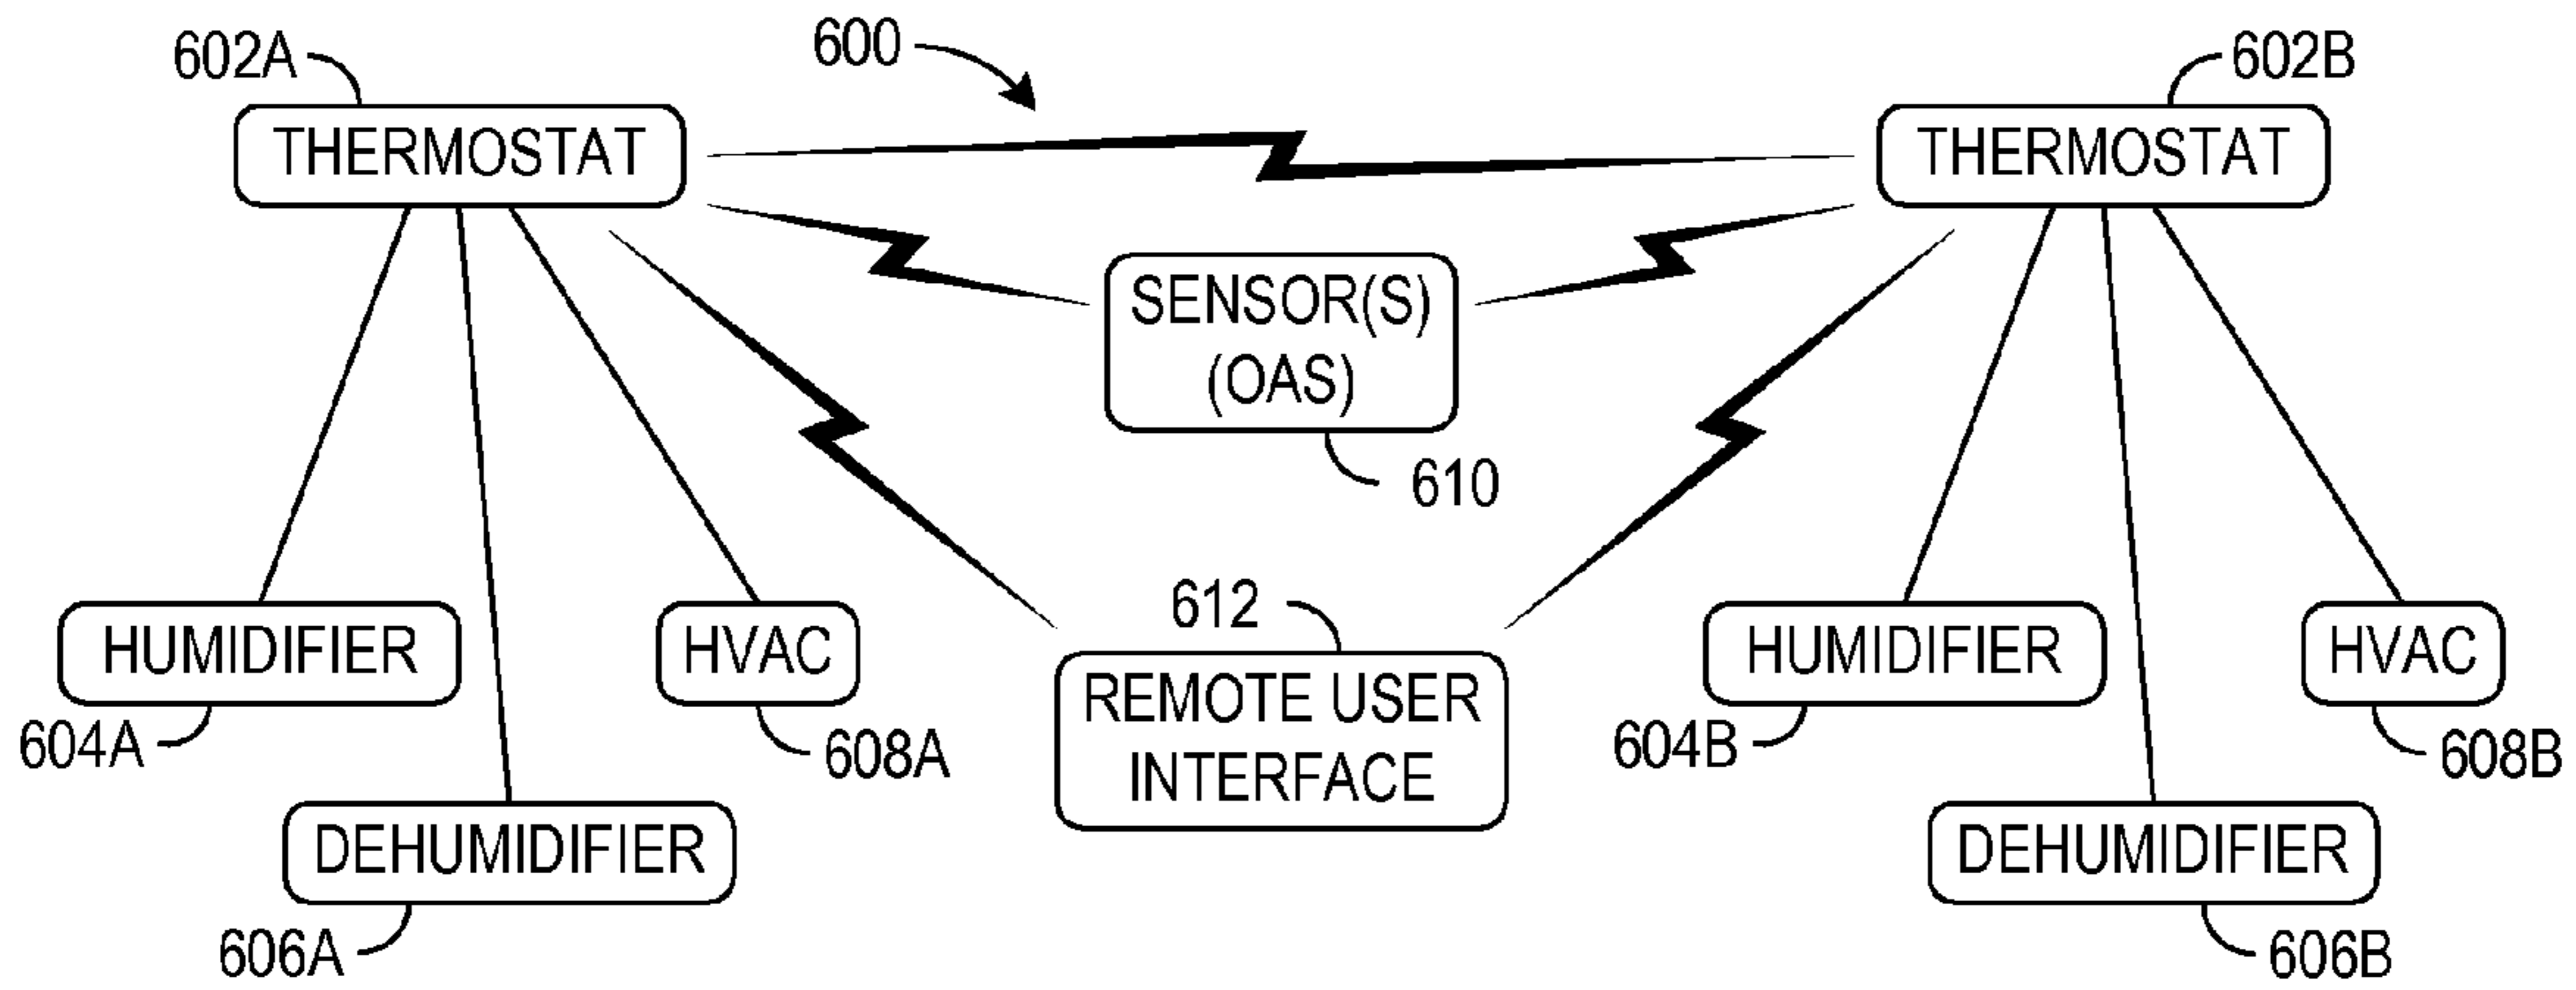 602A
600
602B
THERMOSTAT
THERMOSTAT
SENSOR(S)
(OAS)
610
612
HUMIDIFIER
HVAC
REMOTE USER
INTERFACE
HUMIDIFIER
HVAC
604A
608A
604B
608B
DEHUMIDIFIER
DEHUMIDIFIER
606A
606B